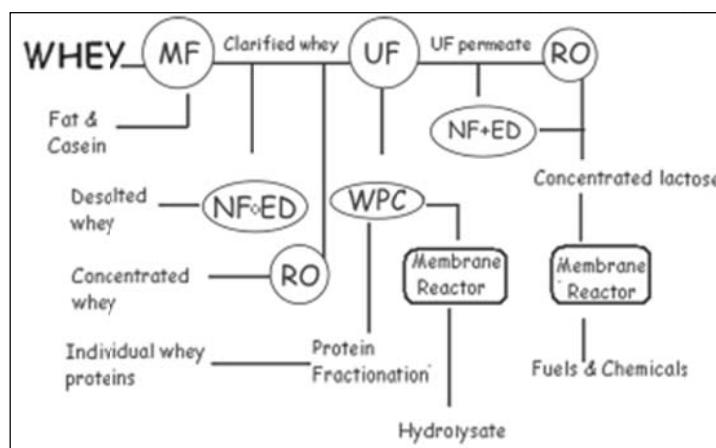 WHEY MF Clarified whey UF UF permeate RO
Fat &
Casein
NF+ED
Desalted
whey
NF+ED
WPC
Concentrated lactose
Concentrated
whey
RO
Membrane
Reactor
Membrane
Reactor
Individual whey
proteins
Protein
Fractionation
Fuels & Chemicals
Hydrolysate